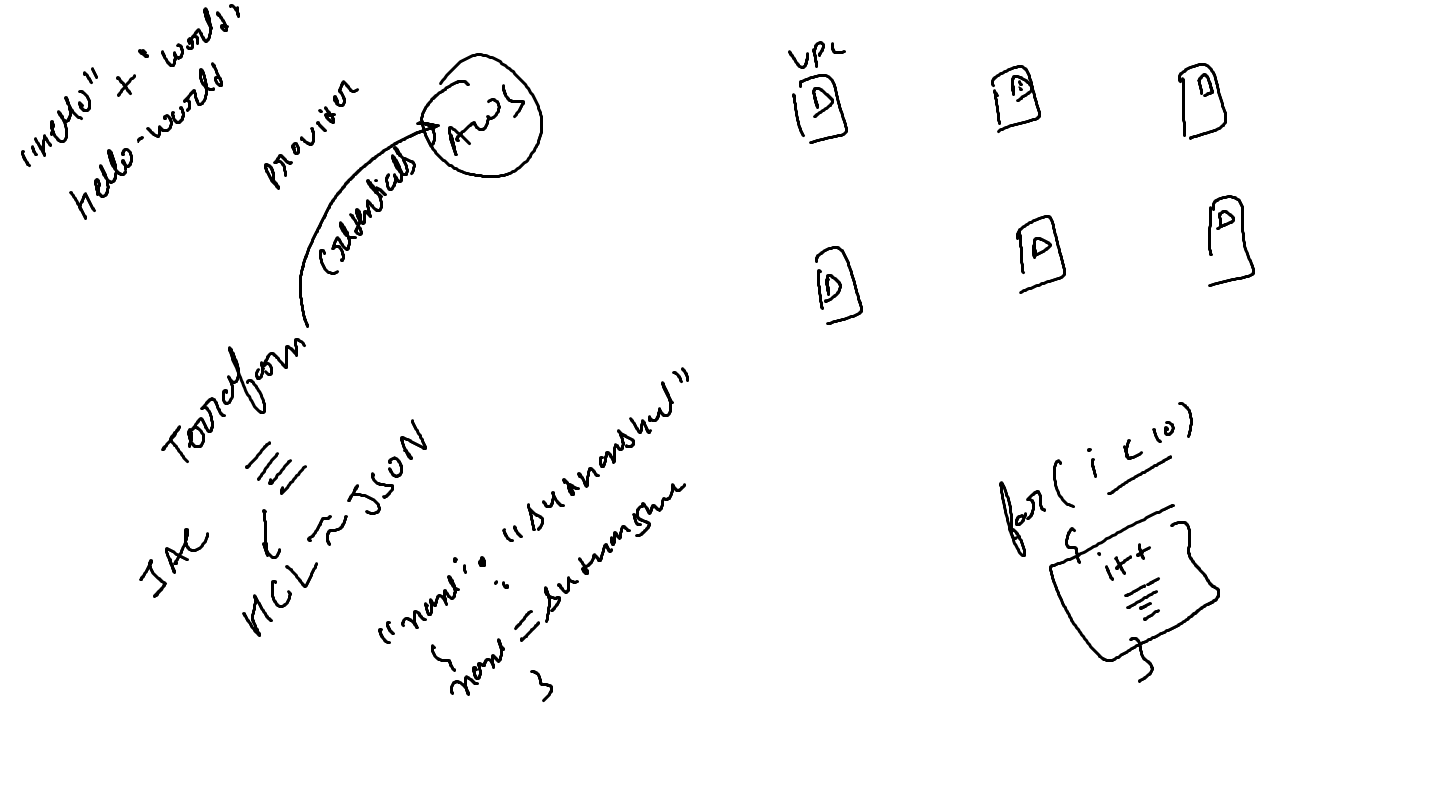 "Hello" + "world"
hello-world
Provider
AWS
Credentials
Terraform
IAC
HCL ≈ JSON
"name": "sudhanshu"
{
name = sudhanshu
}
VPC
D
D
D
D
D
for( i < 10)
{
i++
}